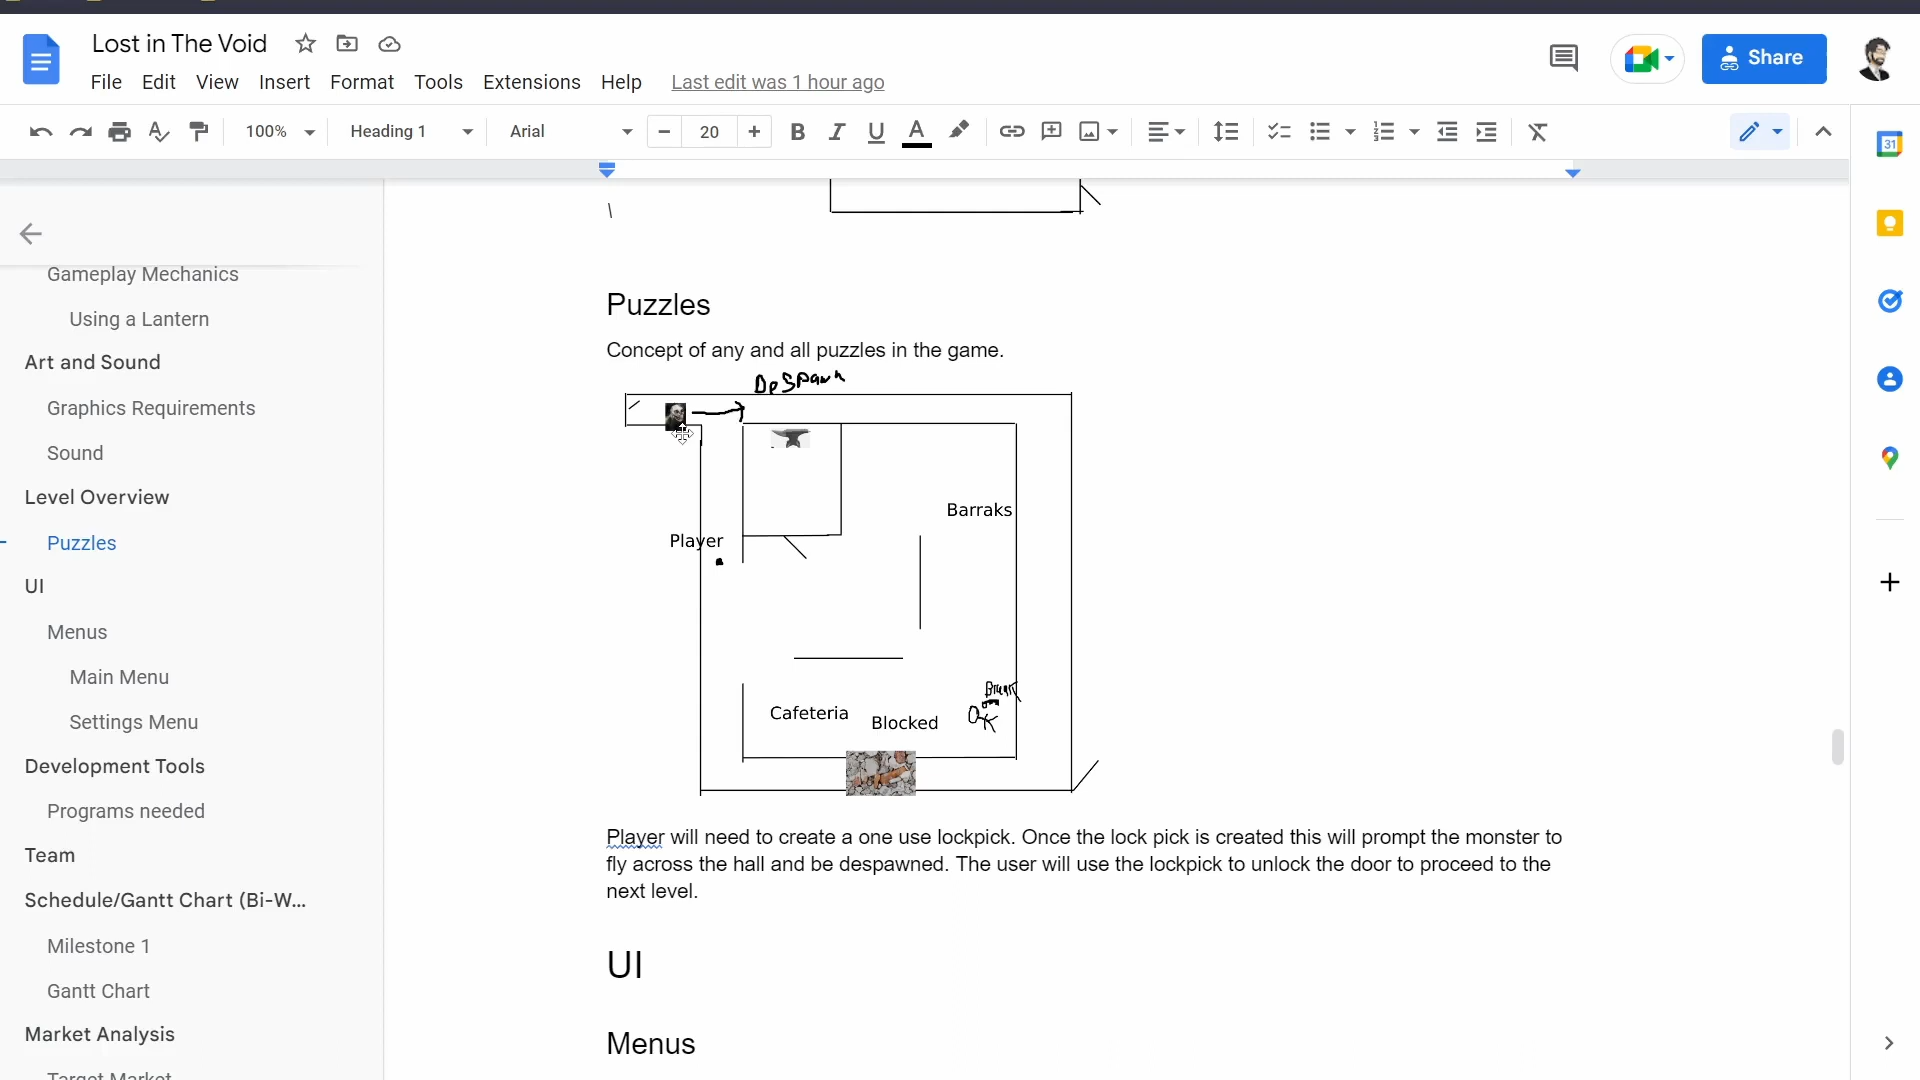 Lost in The Void
Share
File Edit View Insert Format Tools Extensions Help Last edit was 1 hour ago
100% Heading 1 Arial 20
31
\
Gameplay Mechanics
Using a Lantern
Art and Sound
Graphics Requirements
Sound
Level Overview
Puzzles
UI
Menus
Main Menu
Settings Menu
Development Tools
Programs needed
Team
Schedule/Gantt Chart (Bi-W...
Milestone 1
Gantt Chart
Market Analysis
Target Market
Puzzles
Concept of any and all puzzles in the game.
DeSPawn
Barraks
Player
Cafeteria
Blocked
Player will need to create a one use lockpick. Once the lock pick is created this will prompt the monster to
fly across the hall and be despawned. The user will use the lockpick to unlock the door to proceed to the
next level.
UI
Menus